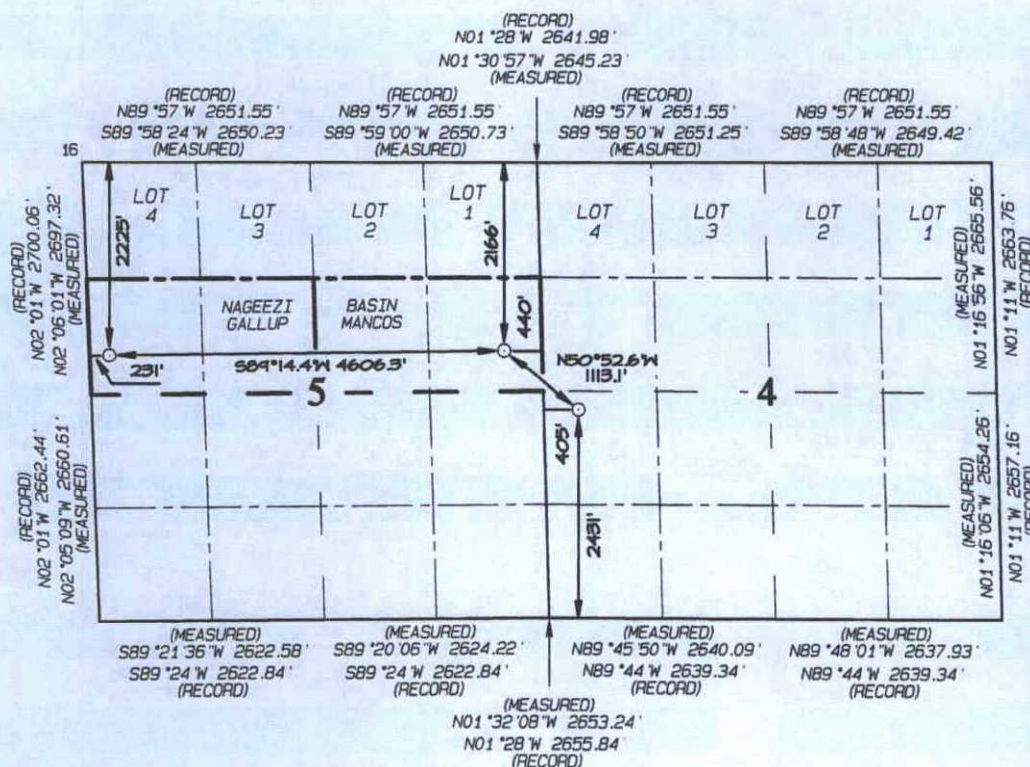 (RECORD)
N01°28'W 2641.98'
N01°30'57"W 2645.23'
(MEASURED)
(RECORD)
N89°57'W 2651.55'
S89°58'24"W 2650.23'
(MEASURED)
(RECORD)
N89°57'W 2651.55'
S89°59'00"W 2650.73'
(MEASURED)
(RECORD)
N89°57'W 2651.55'
S89°58'50"W 2651.25'
(MEASURED)
(RECORD)
N89°57'W 2651.55'
S89°58'48"W 2649.42'
(MEASURED)
16
LOT
4
LOT
3
LOT
2
LOT
1
LOT
4
LOT
3
LOT
2
LOT
1
(RECORD)
N02°01'W 2700.06'
N02°06'01"W 2697.32'
(MEASURED)
2225'
2166'
NAGEEZI
GALLUP
BASIN
MANCOS
440'
(MEASURED)
N01°16'56"W 2665.56'
N01°11'W 2663.76'
(RECORD)
231'
S89°14.4'W 4606.3'
N50°52.6'W
1113.1'
5
4
405'
2431'
(RECORD)
N02°01'W 2662.44'
N02°05'09"W 2660.61'
(MEASURED)
(MEASURED)
N01°16'06"W 2654.26'
N01°11'W 2657.16'
(RECORD)
(MEASURED)
S89°21'36"W 2622.58'
S89°24'W 2622.84'
(RECORD)
(MEASURED)
S89°20'06"W 2624.22'
S89°24'W 2622.84'
(RECORD)
(MEASURED)
N89°45'50"W 2640.09'
N89°44'W 2639.34'
(RECORD)
(MEASURED)
N89°48'01"W 2637.93'
N89°44'W 2639.34'
(RECORD)
(MEASURED)
N01°32'08"W 2653.24'
N01°28'W 2655.84'
(RECORD)